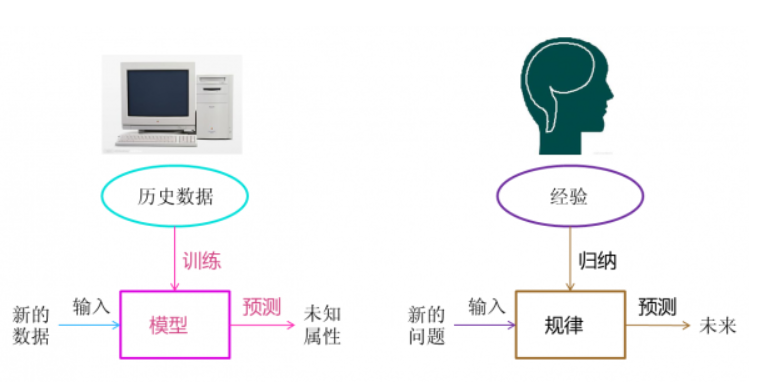 历史数据
训练
新的
数据
输入
模型
预测
未知
属性
经验
归纳
新的
问题
输入
规律
预测
未来